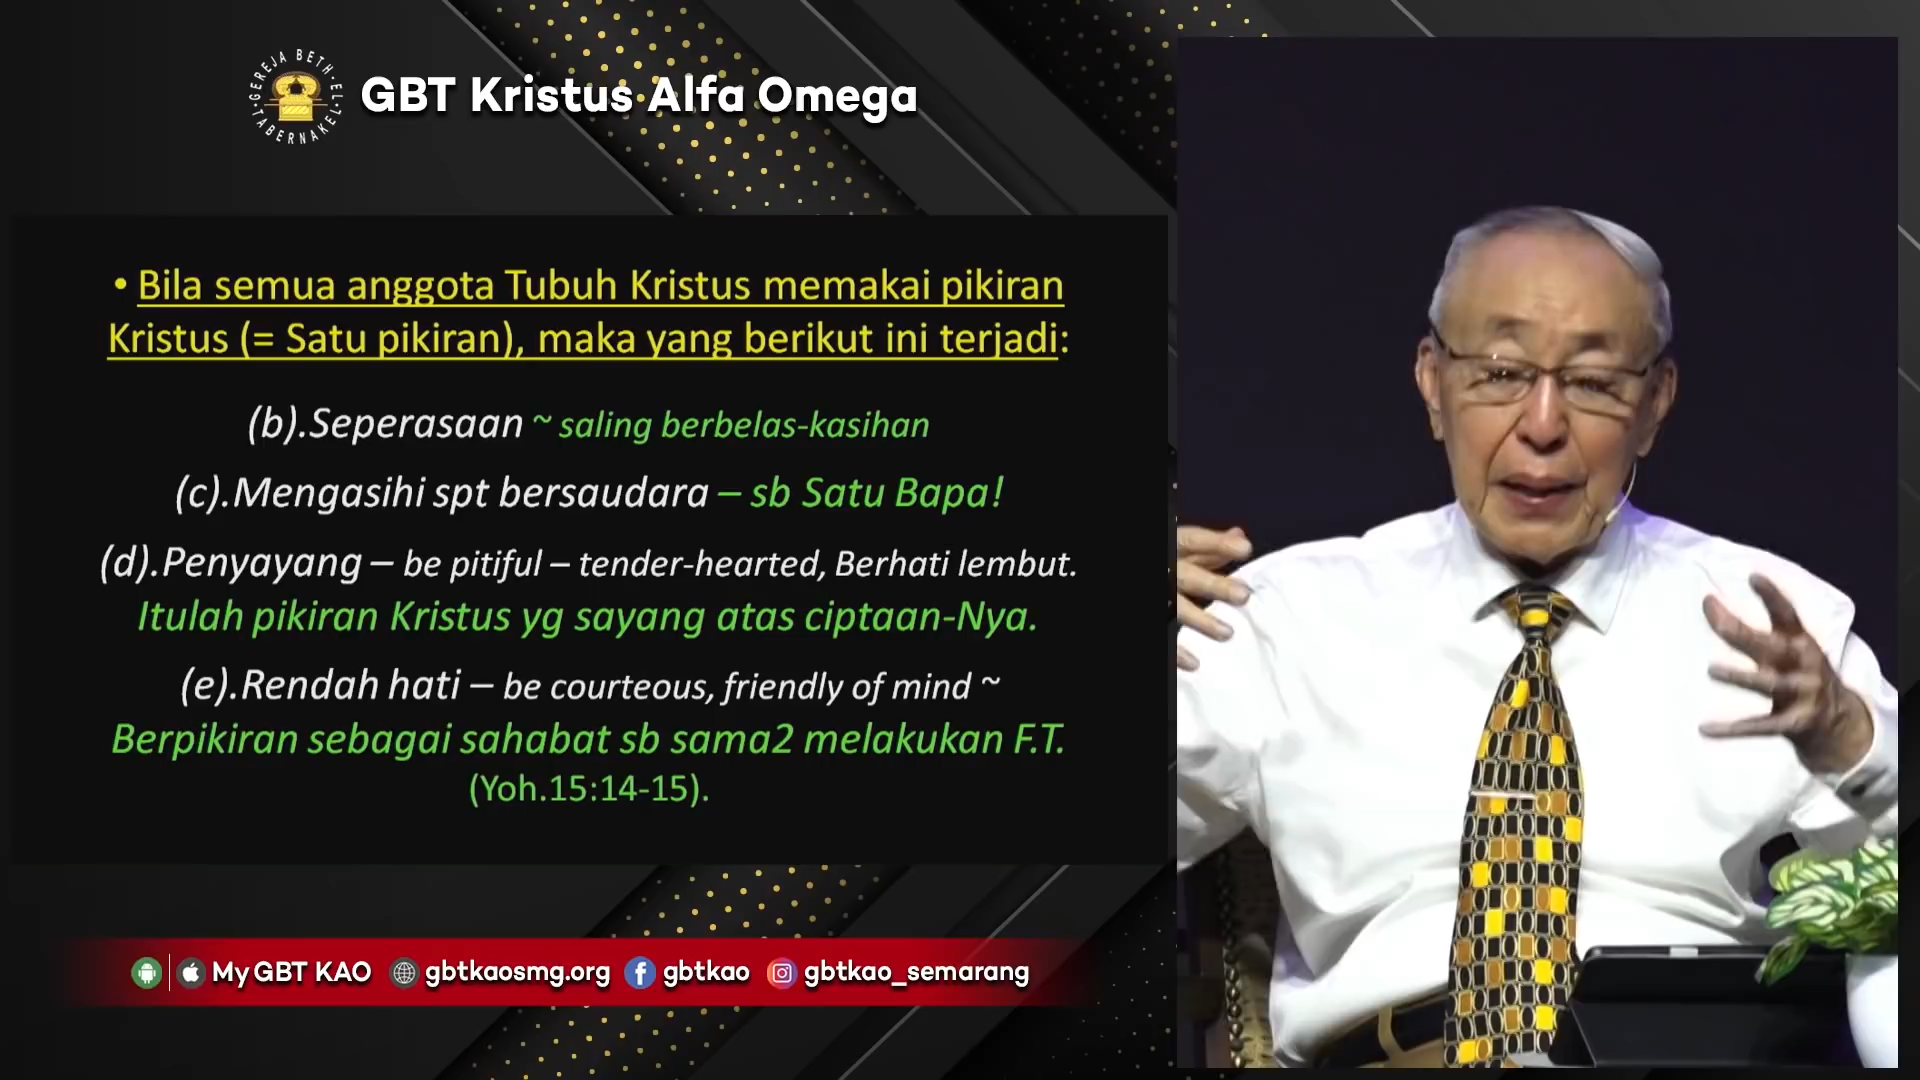 GEREJA BETH-EL TABERNAKEL
GBT Kristus Alfa Omega
• Bila semua anggota Tubuh Kristus memakai pikiran
Kristus (= Satu pikiran), maka yang berikut ini terjadi:
(b).Seperasaan ~ saling berbelas-kasihan
(c).Mengasihi spt bersaudara – sb Satu Bapa!
(d).Penyayang – be pitiful – tender-hearted, Berhati lembut.
Itulah pikiran Kristus yg sayang atas ciptaan-Nya.
(e).Rendah hati – be courteous, friendly of mind ~
Berpikiran sebagai sahabat sb sama2 melakukan F.T.
(Yoh.15:14-15).
My GBT KAO gbtkaosmg.org gbtkao gbtkao_semarang